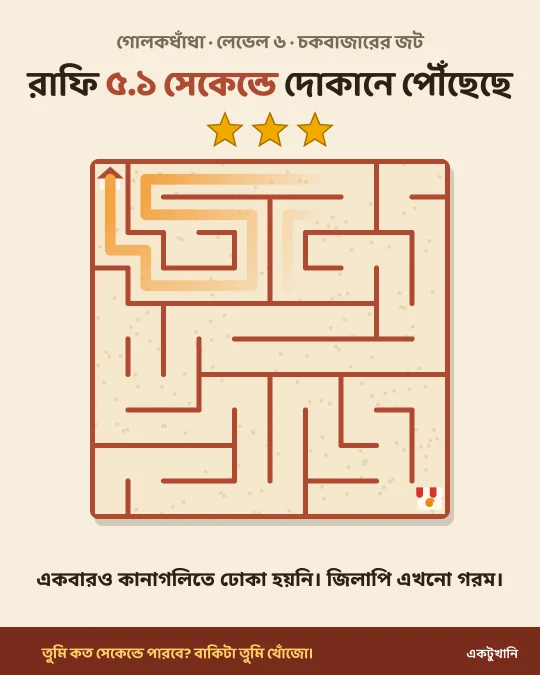 গোলকধাঁধা · লেভেল ৬ · চকবাজারের জট
রাফি ৫.১ সেকেন্ডে দোকানে পৌঁছেছে
একবারও কানাগলিতে ঢোকা হয়নি। জিলাপি এখনো গরম।
তুমি কত সেকেন্ডে পারবে? বাকিটা তুমি খোঁজো।
একটুখানি